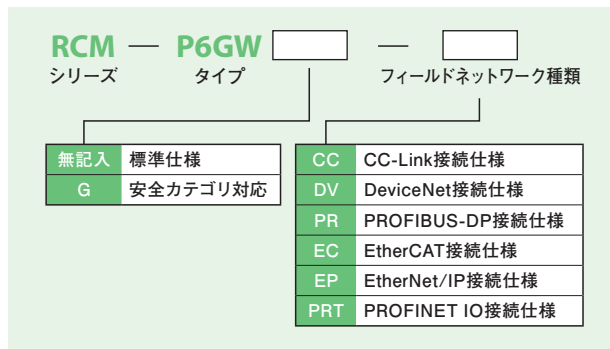 RCM — P6GW —
シリーズ タイプ フィールドネットワーク種類
無記入 標準仕様
G 安全カテゴリ対応
CC CC-Link接続仕様
DV DeviceNet接続仕様
PR PROFIBUS-DP接続仕様
EC EtherCAT接続仕様
EP EtherNet/IP接続仕様
PRT PROFINET IO接続仕様